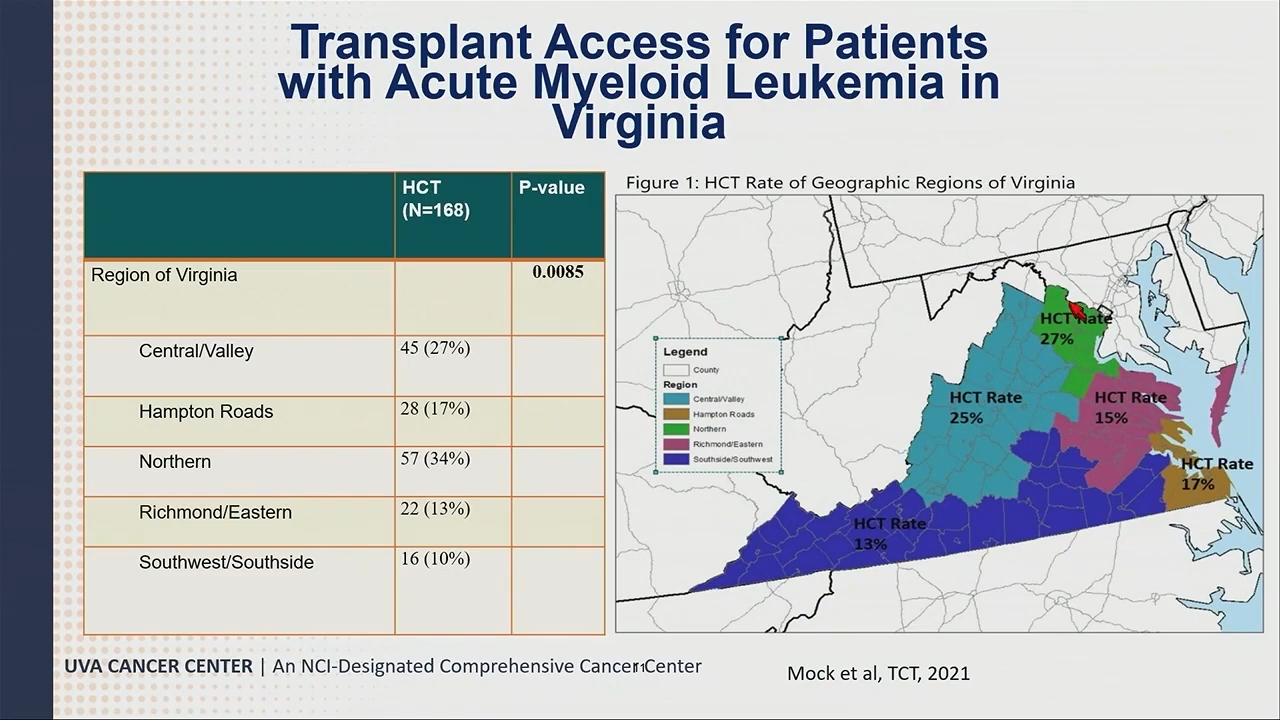 Transplant Access for Patients
with Acute Myeloid Leukemia in
Virginia
HCT
(N=168)
P-value
Region of Virginia
0.0085
Central/Valley
45 (27%)
Hampton Roads
28 (17%)
Northern
57 (34%)
Richmond/Eastern
22 (13%)
Southwest/Southside
16 (10%)
Figure 1: HCT Rate of Geographic Regions of Virginia
Legend
County
Region
Central/Valley
Hampton Roads
Northern
Richmond/Eastern
Southside/Southwest
HCT Rate
27%
HCT Rate
25%
HCT Rate
15%
HCT Rate
17%
HCT Rate
13%
UVA CANCER CENTER | An NCI-Designated Comprehensive Cancer Center
Mock et al, TCT, 2021